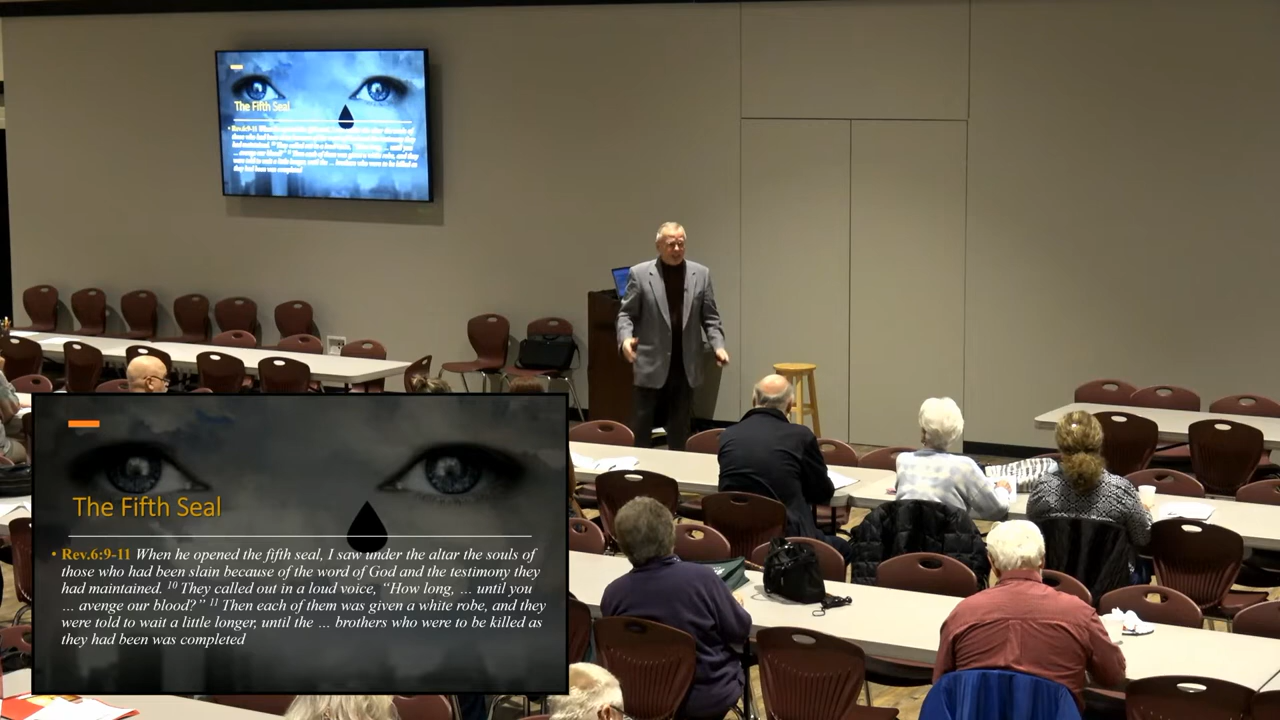 The Fifth Seal
The Fifth Seal
• Rev.6:9-11 When he opened the fifth seal, I saw under the altar the souls of
those who had been slain because of the word of God and the testimony they
had maintained. ¹⁰ They called out in a loud voice, “How long, ... until you
... avenge our blood?” ¹¹ Then each of them was given a white robe, and they
were told to wait a little longer, until the ... brothers who were to be killed as
they had been was completed